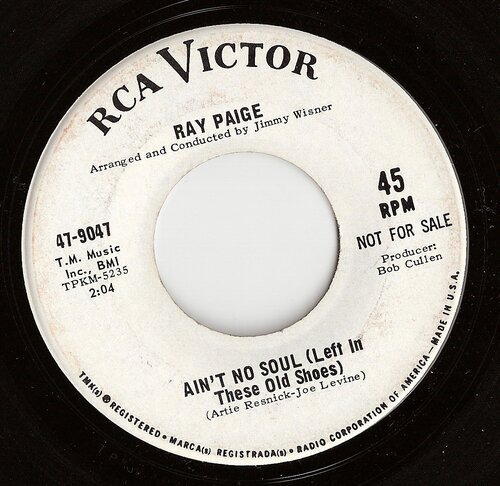 RCA VICTOR
RAY PAIGE
Arranged and Conducted by Jimmy Wisner
45
RPM
NOT FOR SALE
Producer:
Bob Cullen
47-9047
T.M. Music
Inc., BMI
TPKM-5235
2:04
AIN'T NO SOUL (Left In
These Old Shoes)
(Artie Resnick-Joe Levine)
TMK(s) ® REGISTERED • MARCA(s) REGISTRADA(s) • RADIO CORPORATION OF AMERICA—MADE IN U.S.A.